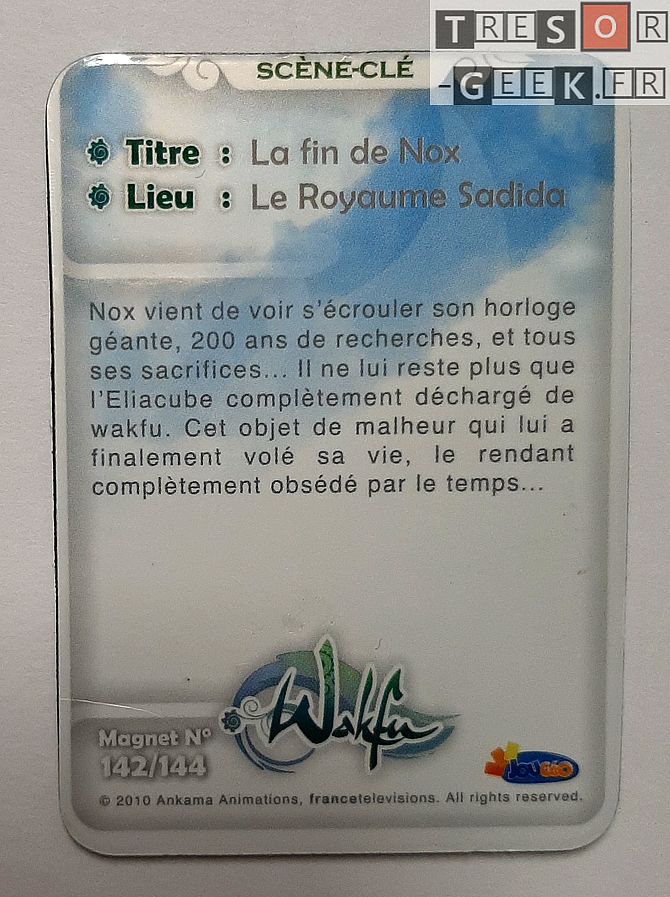 TRESOR
-GEEK.FR
SCÈNE-CLÉ
Titre : La fin de Nox
Lieu : Le Royaume Sadida
Nox vient de voir s'écrouler son horloge
géante, 200 ans de recherches, et tous
ses sacrifices... Il ne lui reste plus que
l'Eliacube complètement déchargé de
wakfu. Cet objet de malheur qui lui a
finalement volé sa vie, le rendant
complètement obsédé par le temps...
Wakfu
Magnet N°
142/144
© 2010 Ankama Animations, francetelevisions. All rights reserved.